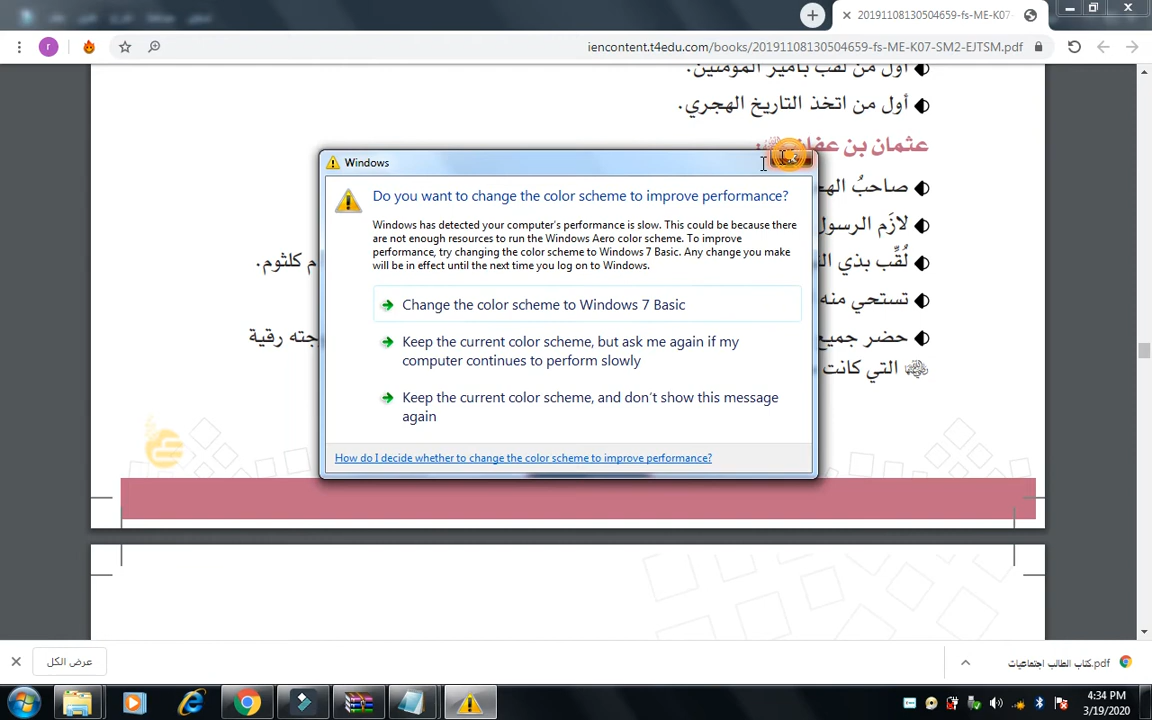 20191108130504659-fs-ME-K07-
iencontent.t4edu.com/books/20191108130504659-fs-ME-K07-SM2-EJTSM.pdf
r
أول من لقب بأمير المؤمنين.
أول من اتخذ التاريخ الهجري.
عثمان بن عفان
صاحبُ
لازَم الرسول
لُقِّب بذي
م كلثوم.
تستحي منه
حضر جميع
جته رقية
التي كانت
Windows
Do you want to change the color scheme to improve performance?
Windows has detected your computer's performance is slow. This could be because there
are not enough resources to run the Windows Aero color scheme. To improve
performance, try changing the color scheme to Windows 7 Basic. Any change you make
will be in effect until the next time you log on to Windows.
Change the color scheme to Windows 7 Basic
Keep the current color scheme, but ask me again if my
computer continues to perform slowly
Keep the current color scheme, and don't show this message
again
How do I decide whether to change the color scheme to improve performance?
عرض الكل
كتاب الطالب اجتماعيات.pdf
4:34 PM
3/19/2020